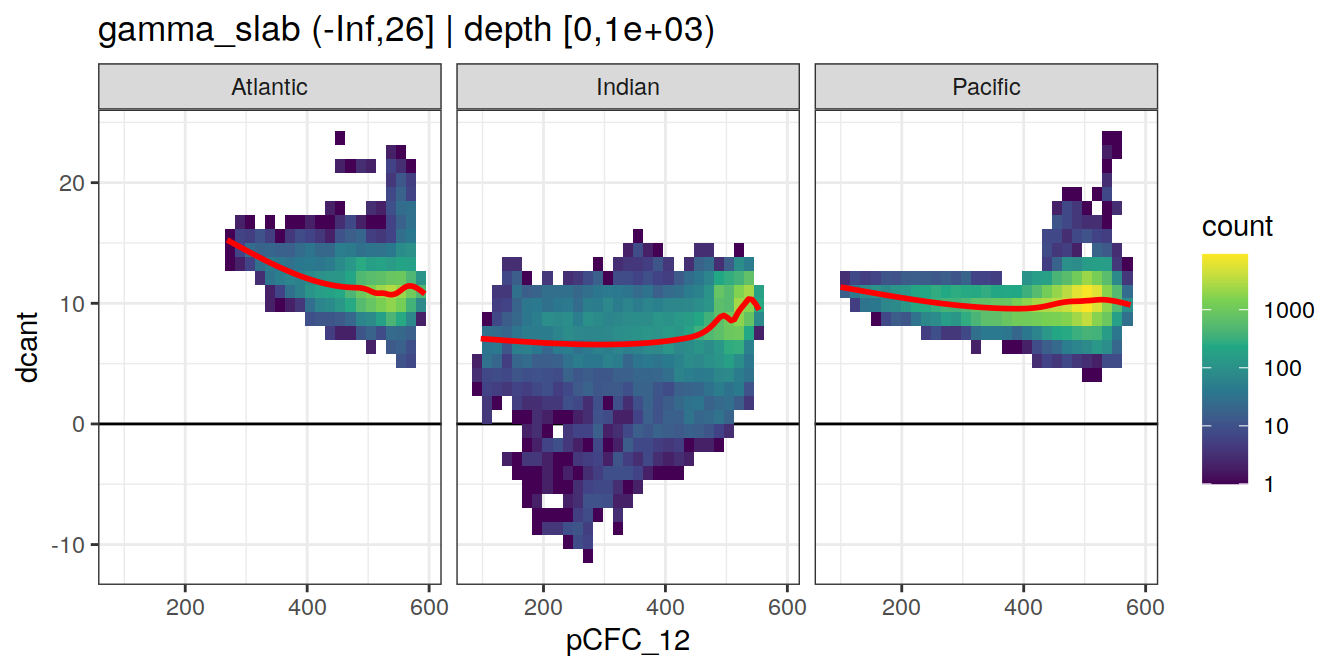 gamma_slab (-Inf,26] | depth [0,1e+03)
Atlantic Indian Pacific
dcant
20
10
0
-10
200 400 600 200 400 600 200 400 600
pCFC_12
count
1000
100
10
1